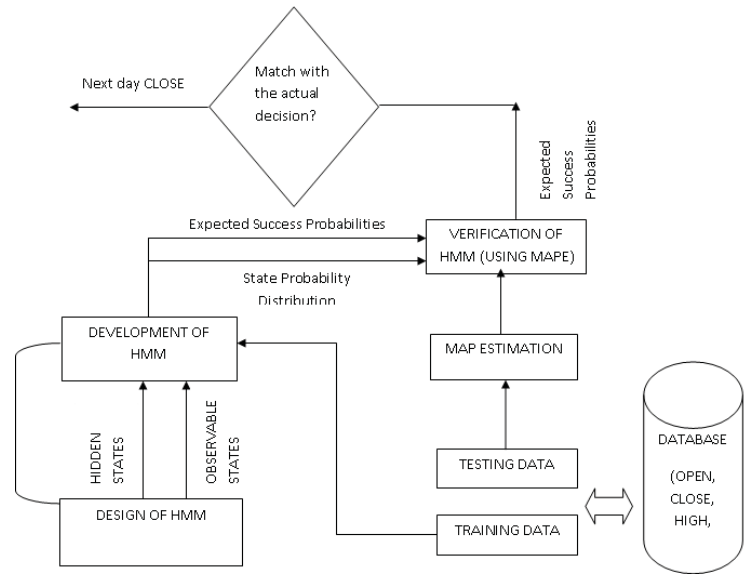 Match with
the actual
decision?
Next day CLOSE
Expected
Success
Probabilities
Expected Success Probabilities
VERIFICATION OF
HMM (USING MAPE)
State Probability
Distribution
DEVELOPMENT OF
HMM
MAP ESTIMATION
HIDDEN
STATES
OBSERVABLE
STATES
DATABASE
(OPEN,
CLOSE,
HIGH,
TESTING DATA
DESIGN OF HMM
TRAINING DATA